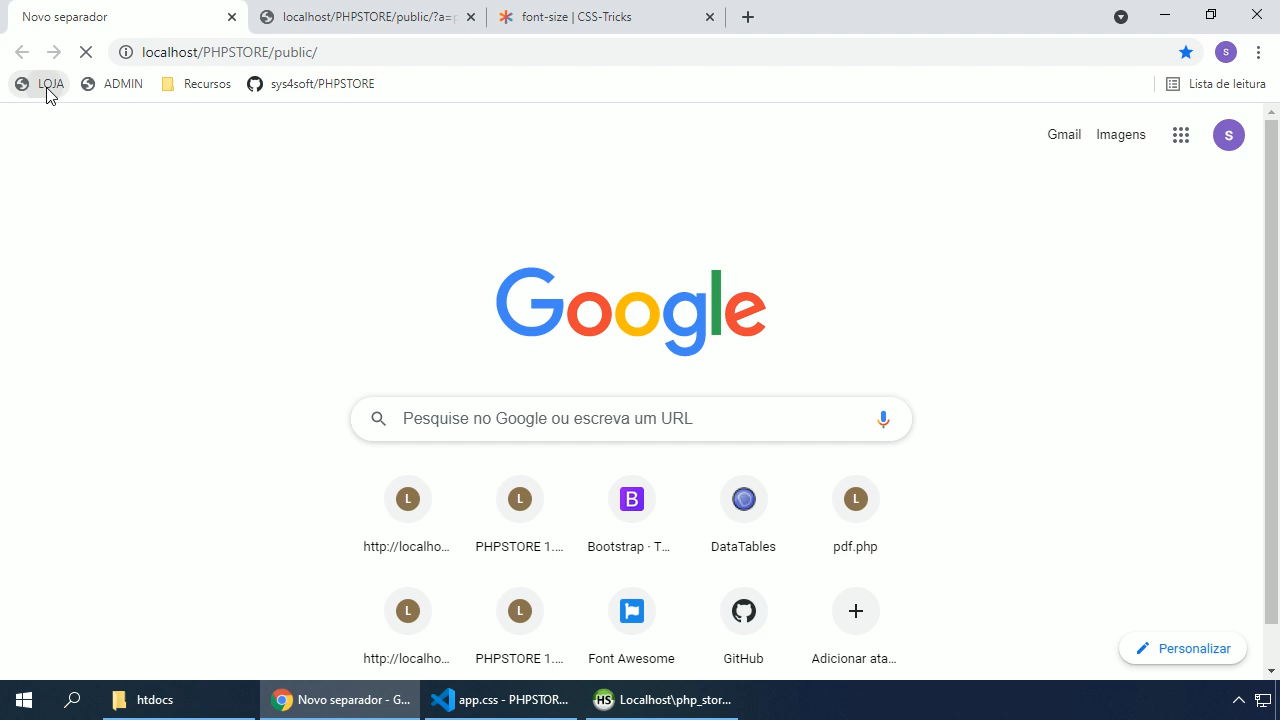 Novo separador
localhost/PHPSTORE/public/?a=p
font-size | CSS-Tricks
localhost/PHPSTORE/public/
LOJA
ADMIN
Recursos
sys4soft/PHPSTORE
Lista de leitura
S
Gmail
Imagens
S
Google
Pesquise no Google ou escreva um URL
L
L
B
L
http://localho...
PHPSTORE 1....
Bootstrap · T...
DataTables
pdf.php
L
L
http://localho...
PHPSTORE 1....
Font Awesome
GitHub
Adicionar ata...
Personalizar
htdocs
Novo separador - G...
app.css - PHPSTOR...
HS
Localhost\php_stor...